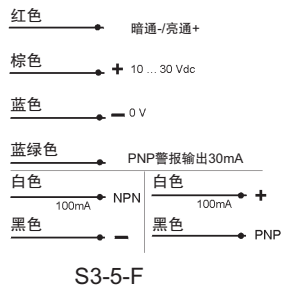 红色
暗通-/亮通+
棕色
+ 10 ... 30 Vdc
蓝色
– 0 V
蓝绿色
PNP警报输出30mA
白色
100mA
NPN
白色
100mA
+
黑色
–
黑色
PNP
S3-5-F